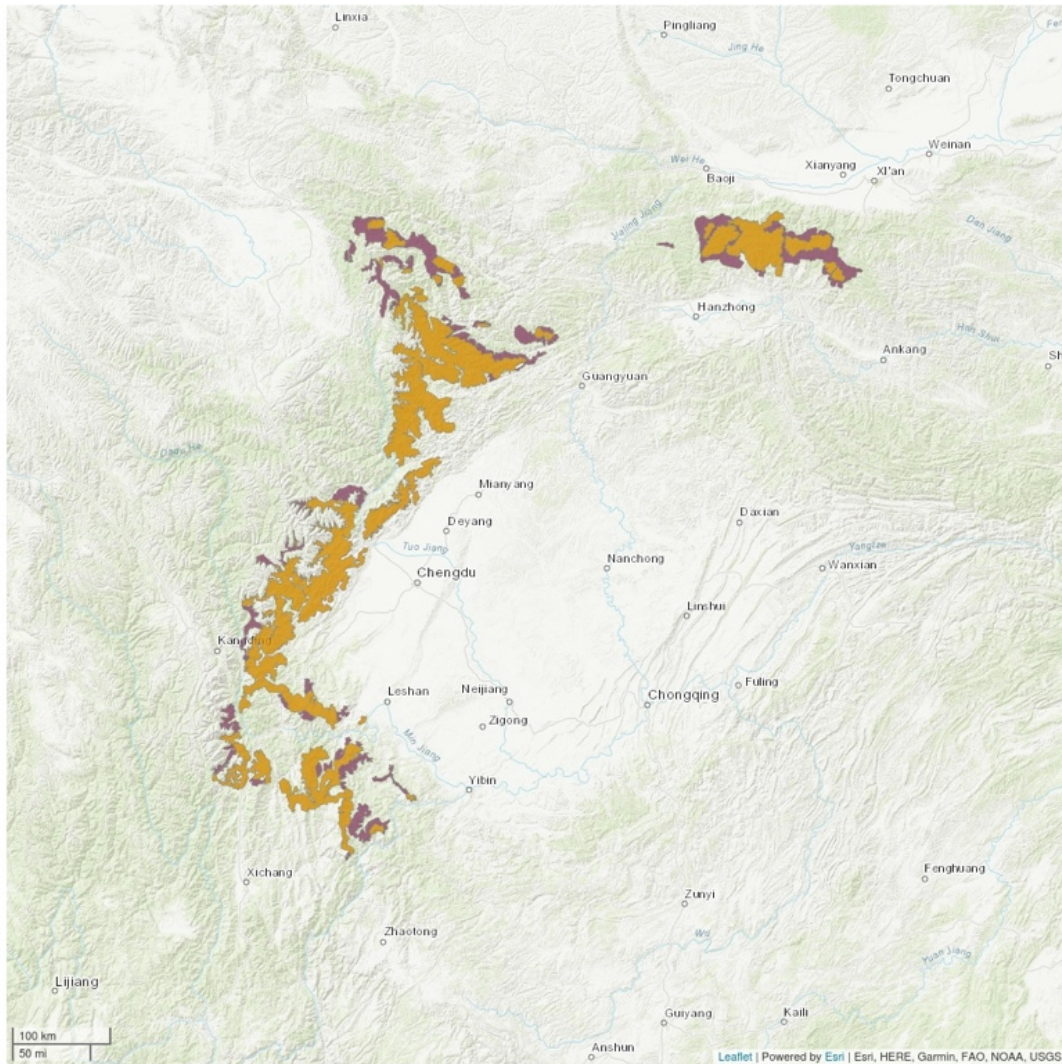 Linxia
Pingliang
Jing He
Tongchuan
Weinan
Wei He
Xianyang
Xi'an
Baoji
Jialing Jiang
Dan Jiang
Hanzhong
Han Shui
Ankang
Sh
Guangyuan
Dadu He
Mianyang
Deyang
Daxian
Tuo Jiang
Nanchong
Yangtze
Wanxian
Chengdu
Linshui
Kangding
Leshan
Neijiang
Chongqing
Fuling
Zigong
Min Jiang
Yibin
Xichang
Fenghuang
Zunyi
Zhaotong
Wu
Yuan Jiang
Lijiang
Guiyang
Kaili
100 km
50 mi
Anshun
Leaflet | Powered by Esri | Esri, HERE, Garmin, FAO, NOAA, USGS